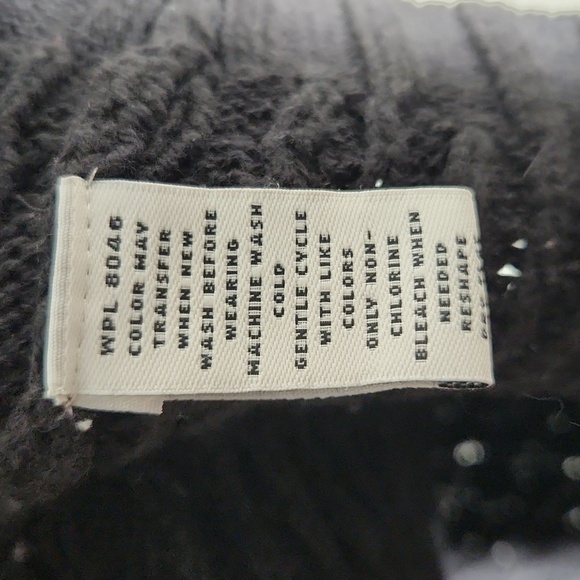 WPL 8046
COLOR MAY
TRANSFER
WHEN NEW
WASH BEFORE
WEARING
MACHINE WASH
COLD
GENTLE CYCLE
WITH LIKE
COLORS
ONLY NON-
CHLORINE
BLEACH WHEN
NEEDED
RESHAPE